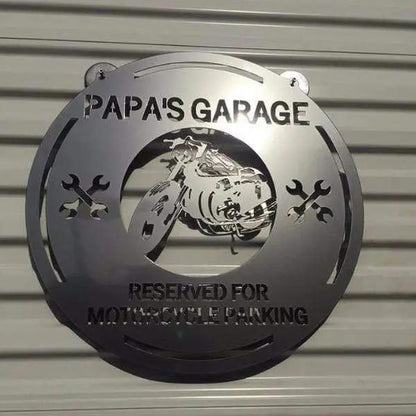 PAPA'S GARAGE
RESERVED FOR
MOTORCYCLE PARKING